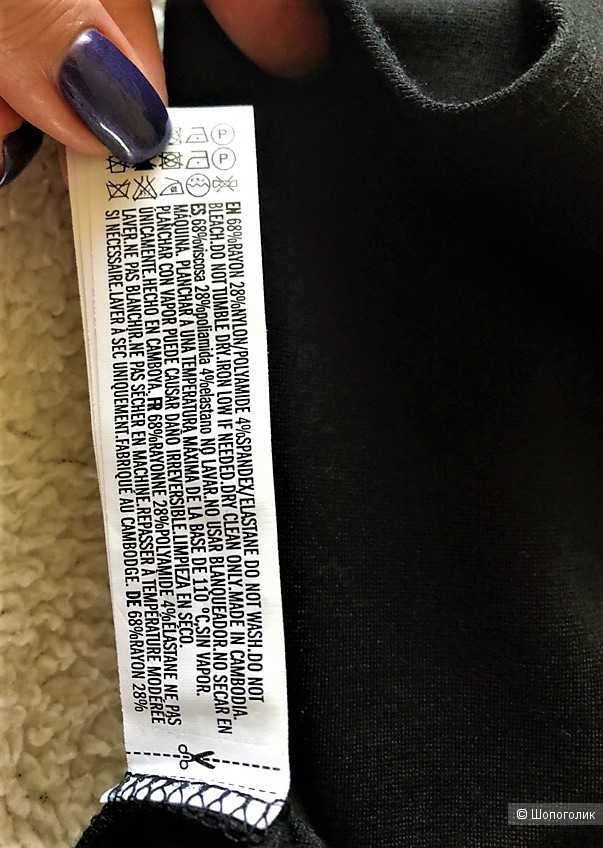 P
P
EN 68%RAYON 28%NYLON/POLYAMIDE 4%SPANDEX/ELASTANE DO NOT WASH.DO NOT
BLEACH.DO NOT TUMBLE DRY.IRON LOW IF NEEDED.DRY CLEAN ONLY.MADE IN CAMBODIA.
ES 68%viscosa 28%poliamida 4%elastano NO LAVAR.NO USAR BLANQUEADOR.NO SECAR EN
MAQUINA. PLANCHAR A UNA TEMPERATURA MAXIMA DE LA BASE DE 110 °C.SIN VAPOR.
PLANCHAR CON VAPOR PUEDE CAUSAR DANO IRREVERSIBLE.LIMPIEZA EN SECO.
UNICAMENTE.HECHO EN CAMBOYA. FR 68%RAYONNE 28%POLYAMIDE 4%ELASTANE NE PAS
LAVER.NE PAS BLANCHIR.NE PAS SÉCHER EN MACHINE.REPASSER À TEMPÉRATURE MODÉRÉE
SI NÉCESSAIRE.LAVER À SEC UNIQUEMENT.FABRIQUÉ AU CAMBODGE. DE 68%RAYON 28%
© Шопоголик